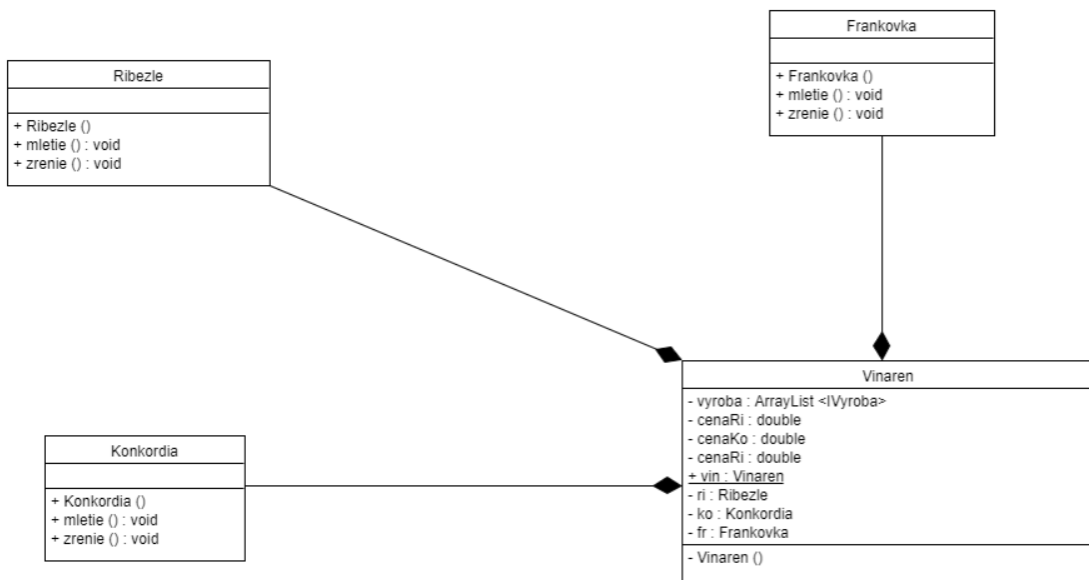 Frankovka
+ Frankovka ()
+ mletie () : void
+ zrenie () : void
Ribezle
+ Ribezle ()
+ mletie () : void
+ zrenie () : void
Vinaren
- vyroba : ArrayList <IVyroba>
- cenaRi : double
- cenaKo : double
- cenaRi : double
+ vin : Vinaren
- ri : Ribezle
- ko : Konkordia
- fr : Frankovka
- Vinaren ()
Konkordia
+ Konkordia ()
+ mletie () : void
+ zrenie () : void